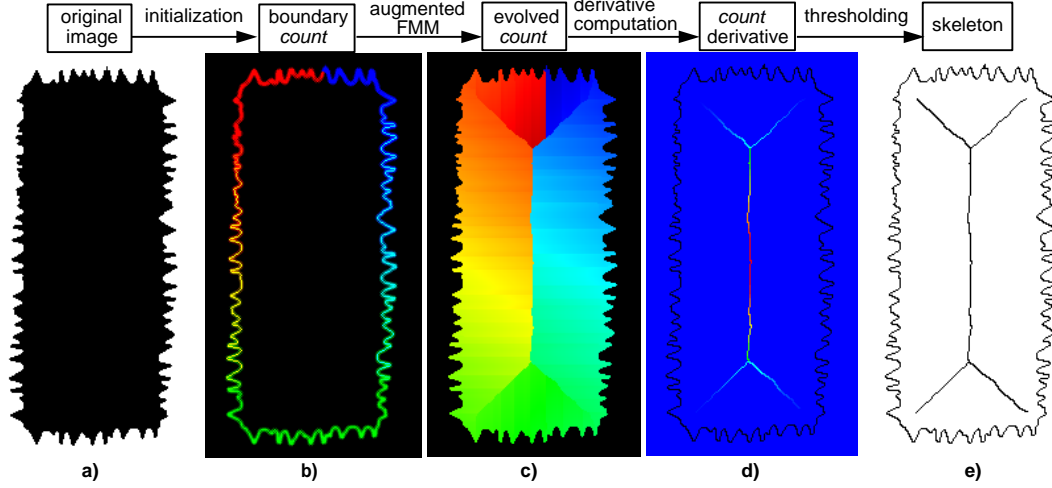 original
image
initialization
boundary
count
augmented
FMM
evolved
count
derivative
computation
count
derivative
thresholding
skeleton
a)
b)
c)
d)
e)